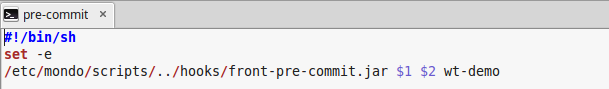 pre-commit ×
#!/bin/sh
set -e
/etc/mondo/scripts/../hooks/front-pre-commit.jar $1 $2 wt-demo